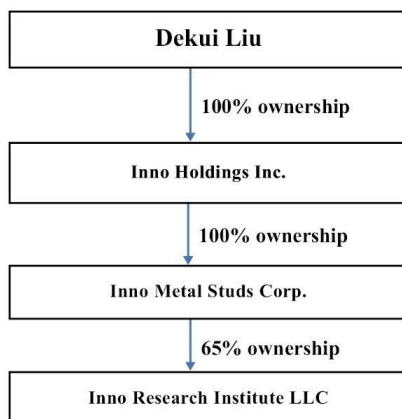 Dekui Liu
100% ownership
Inno Holdings Inc.
100% ownership
Inno Metal Studs Corp.
65% ownership
Inno Research Institute LLC